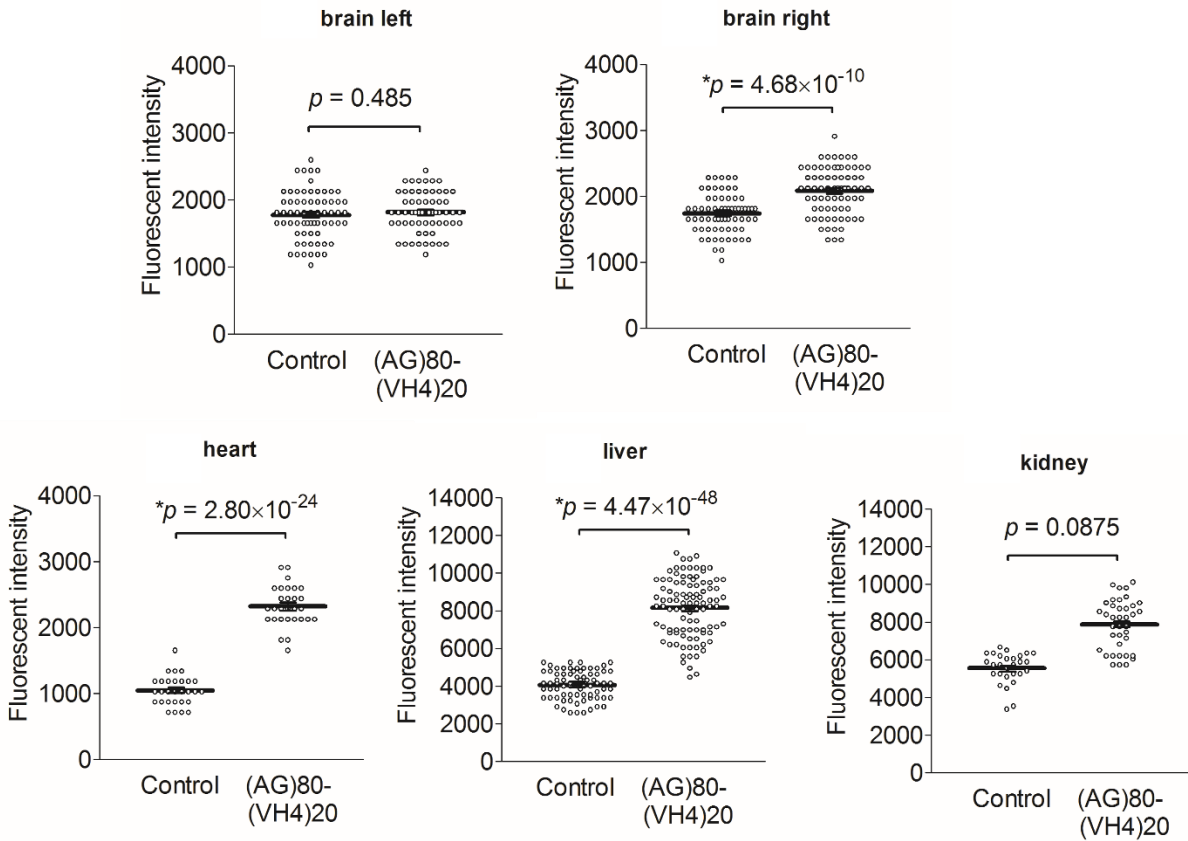 brain left
Fluorescent intensity
4000
3000
2000
1000
0
p = 0.485
Control
(AG)80-
(VH4)20
brain right
Fluorescent intensity
4000
3000
2000
1000
0
*p = 4.68×10⁻¹⁰
Control
(AG)80-
(VH4)20
heart
Fluorescent intensity
4000
3000
2000
1000
0
*p = 2.80×10⁻²⁴
Control
(AG)80-
(VH4)20
liver
Fluorescent intensity
14000
12000
10000
8000
6000
4000
2000
0
*p = 4.47×10⁻⁴⁸
Control
(AG)80-
(VH4)20
kidney
Fluorescent intensity
14000
12000
10000
8000
6000
4000
2000
0
p = 0.0875
Control
(AG)80-
(VH4)20